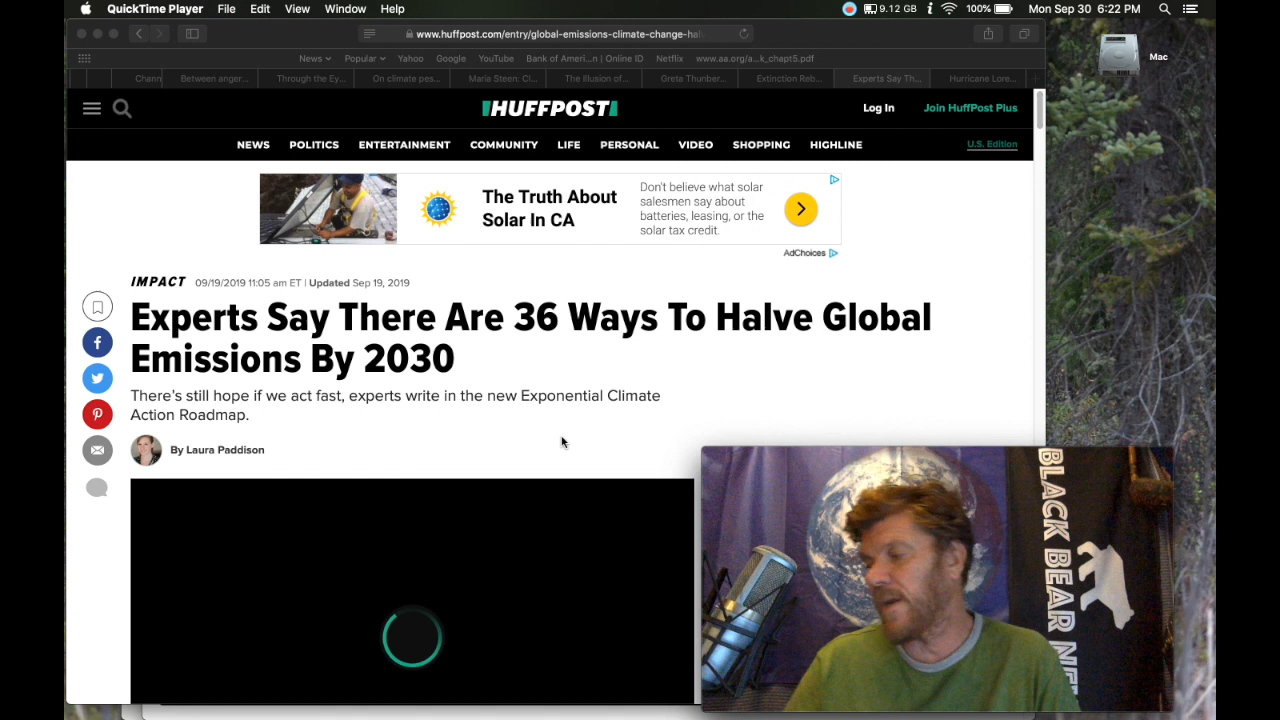 QuickTime Player File Edit View Window Help
9.12 GB 100% Mon Sep 30 6:22 PM
Mac
www.huffpost.com/entry/global-emissions-climate-change-hal
News Popular Yahoo Google YouTube Bank of Ameri...n | Online ID Netflix www.aa.org/a...k_chapt5.pdf
Chann Between anger... Through the Ey... On climate pes... Maria Steen: Cl... The Illusion of... Greta Thunber... Extinction Reb... Experts Say Th... Hurricane Lore...
HUFFPOST
Log In
Join HuffPost Plus
NEWS POLITICS ENTERTAINMENT COMMUNITY LIFE PERSONAL VIDEO SHOPPING HIGHLINE
U.S. Edition
The Truth About
Solar In CA
Don't believe what solar
salesmen say about
batteries, leasing, or the
solar tax credit.
AdChoices
IMPACT 09/19/2019 11:05 am ET | Updated Sep 19, 2019
Experts Say There Are 36 Ways To Halve Global
Emissions By 2030
There's still hope if we act fast, experts write in the new Exponential Climate
Action Roadmap.
By Laura Paddison
BLACK BEAR